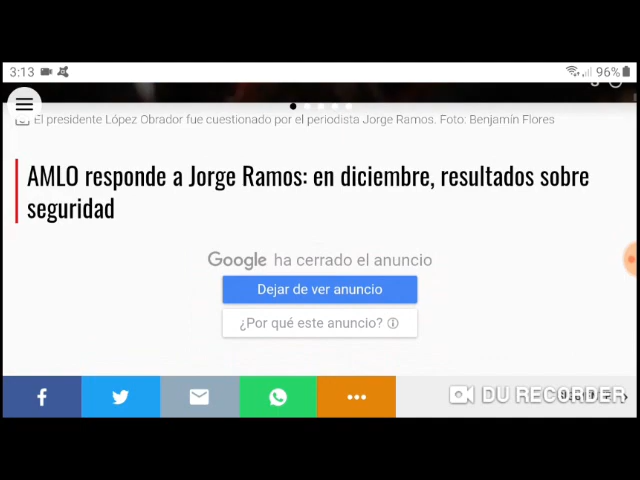 3:13
96%
El presidente López Obrador fue cuestionado por el periodista Jorge Ramos. Foto: Benjamín Flores
AMLO responde a Jorge Ramos: en diciembre, resultados sobre
seguridad
Google ha cerrado el anuncio
Dejar de ver anuncio
¿Por qué este anuncio?
DU RECORDER